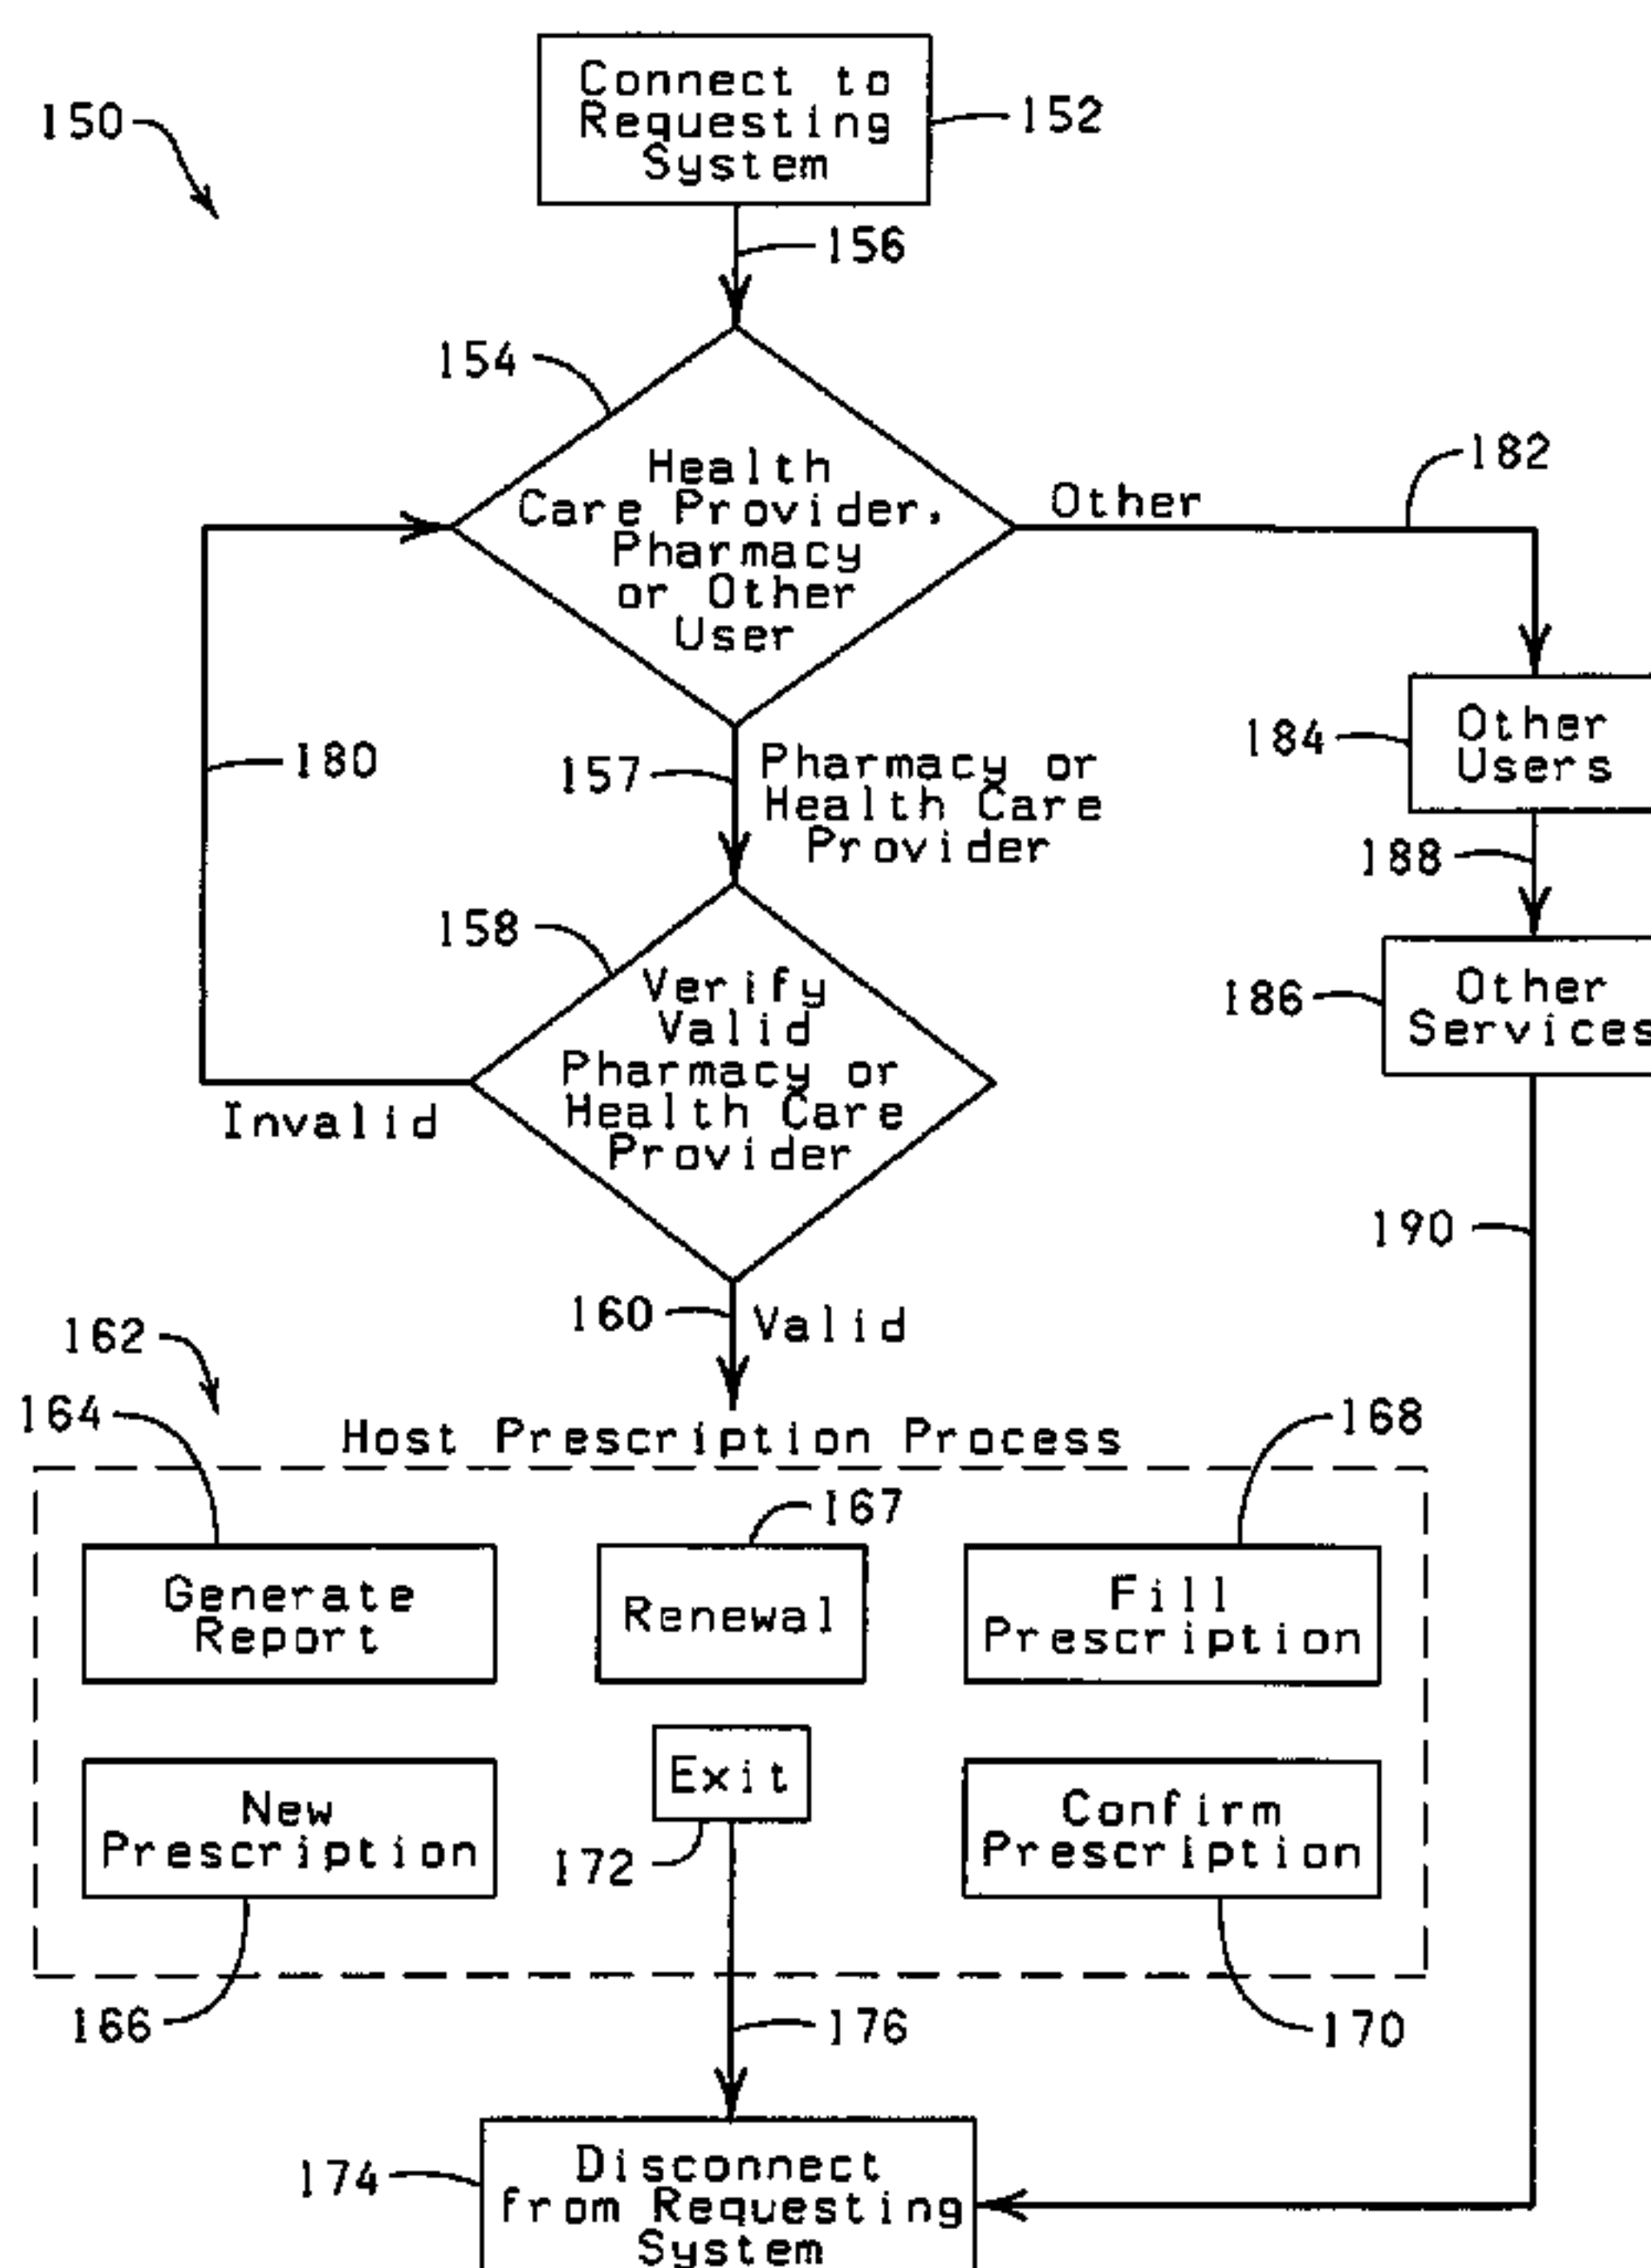 Connect to
Requesting
System
150
152
156
154
Health
Care Provider,
Pharmacy
or Other
User
Other
182
180
157
Pharmacy or
Health Care
Provider
184
Other
Users
188
158
Verify
Valid
Pharmacy or
Health Care
Provider
186
Other
Services
Invalid
190
160
Valid
162
164
Host Prescription Process
168
167
Generate
Report
Renewal
Fill
Prescription
New
Prescription
Exit
172
Confirm
Prescription
166
176
170
174
Disconnect
from Requesting
System